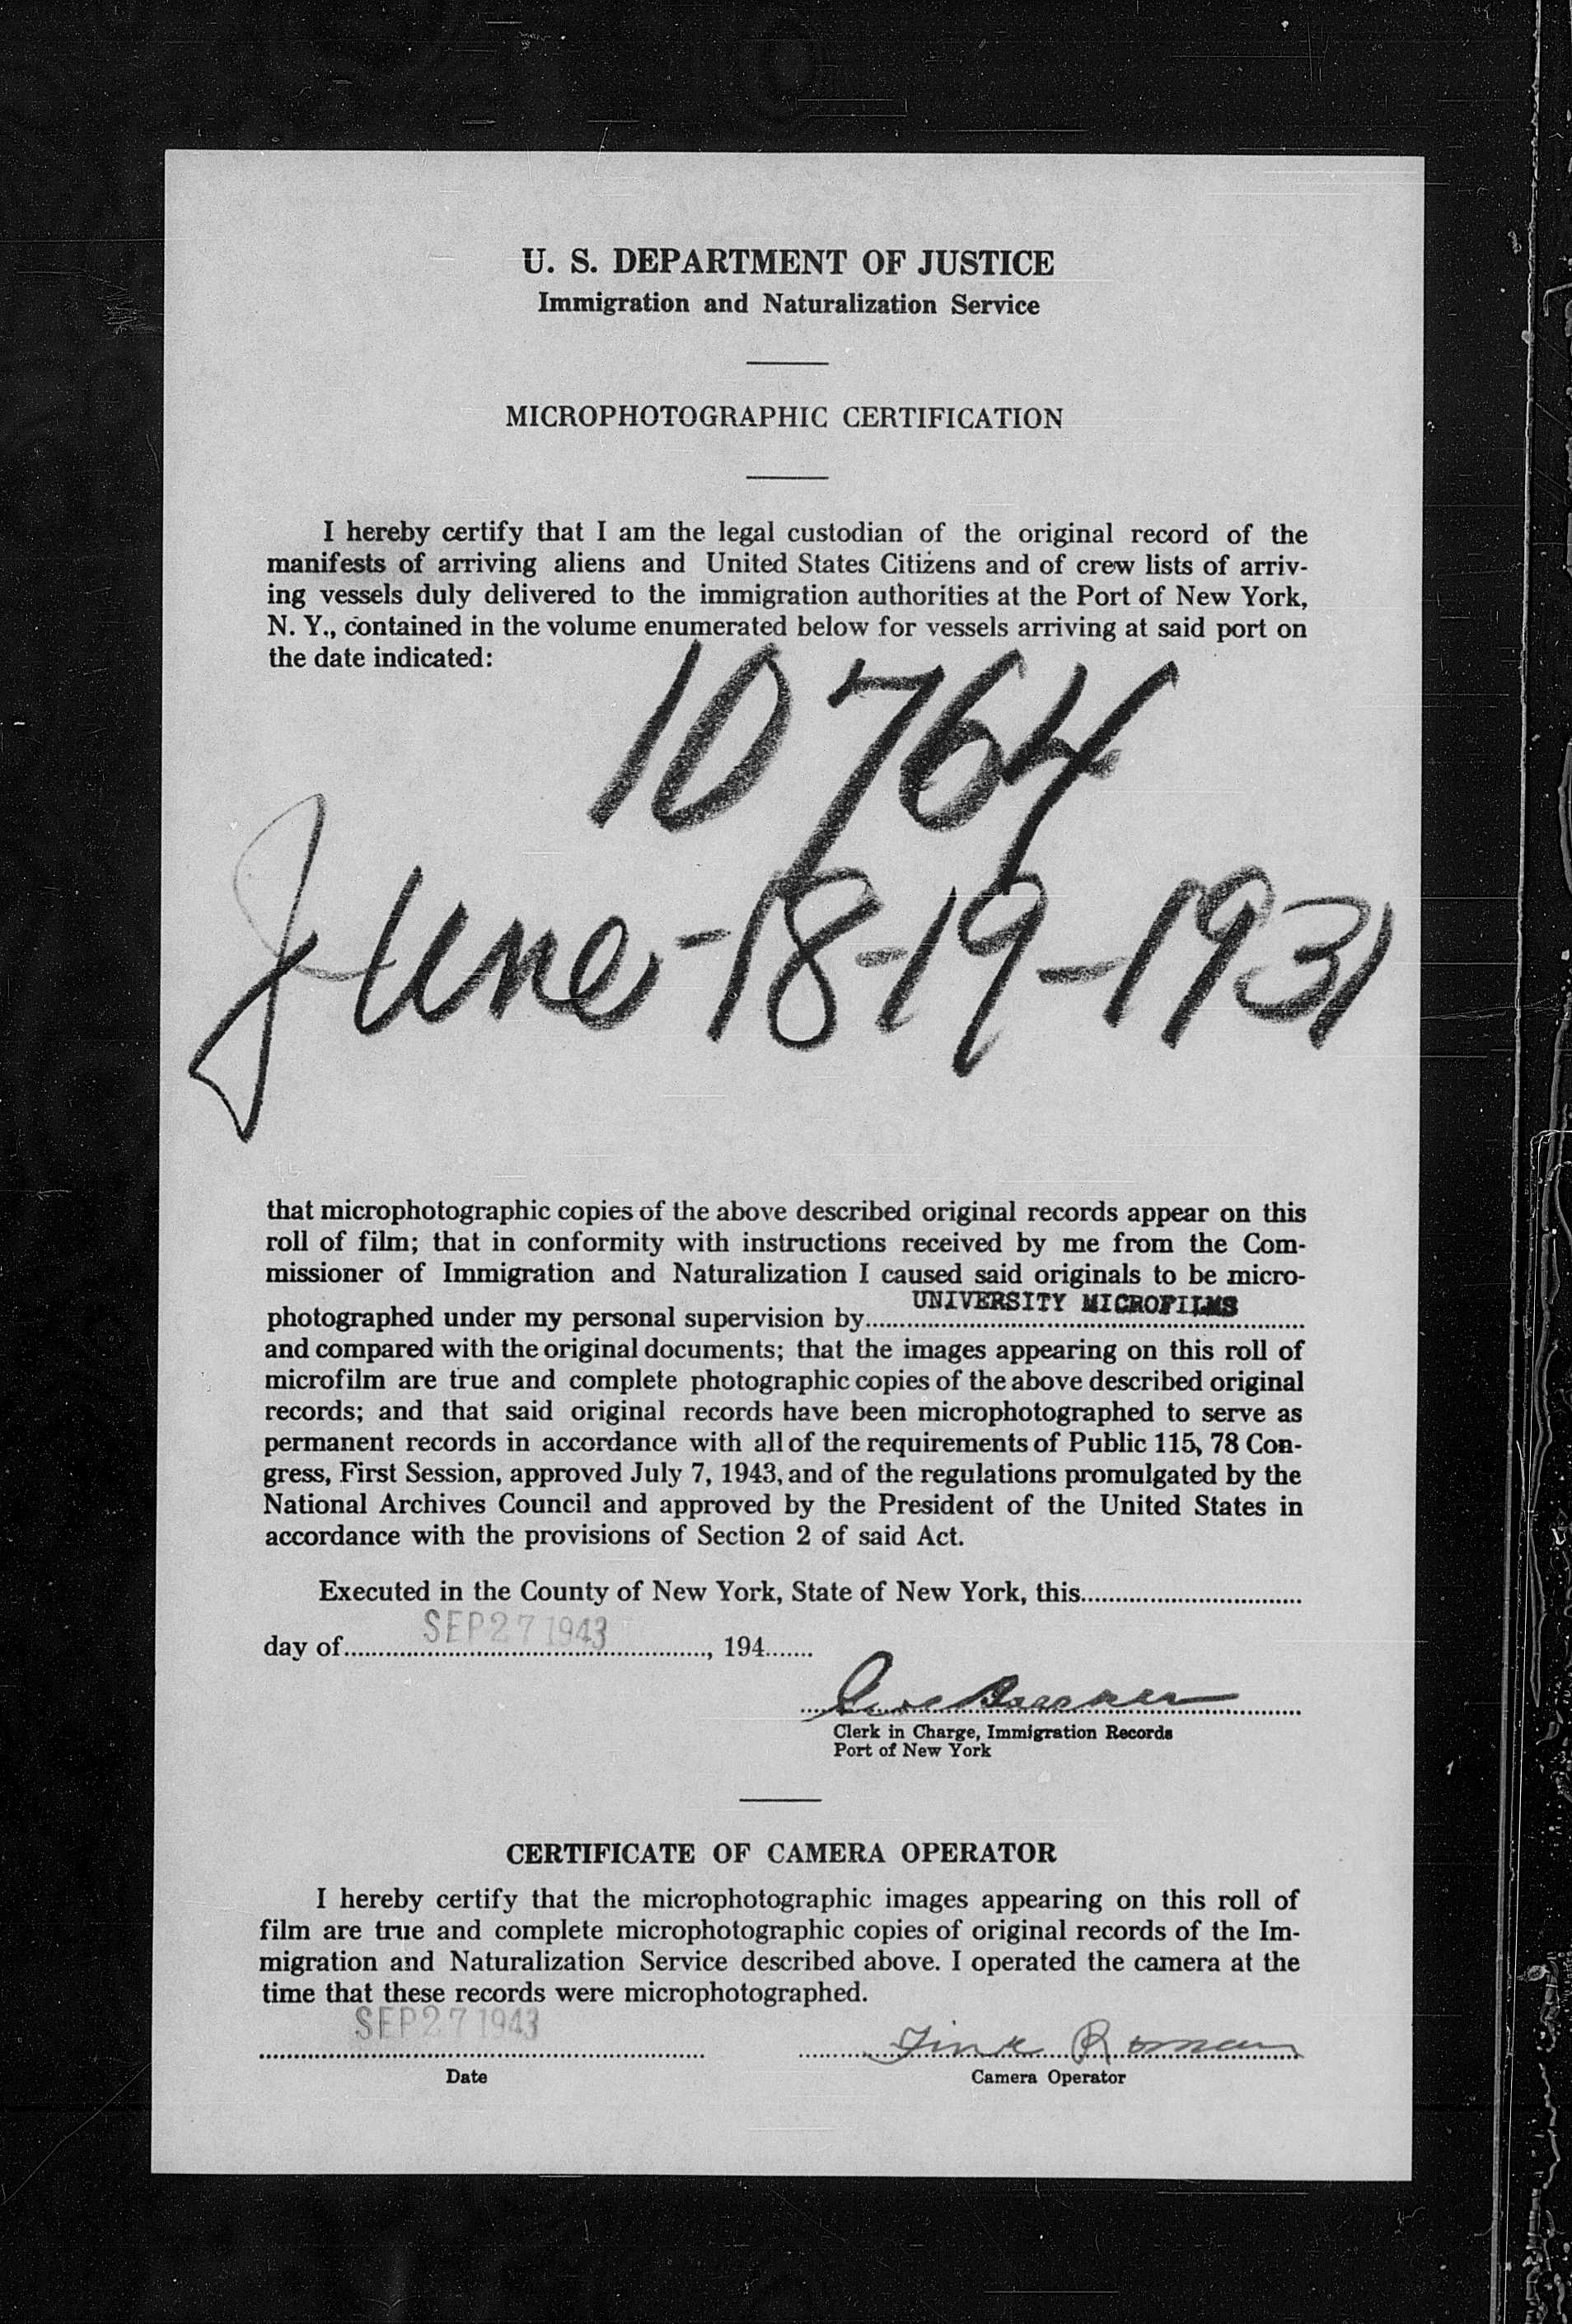 U. S. DEPARTMENT OF JUSTICE
Immigration and Naturalization Service
MICROPHOTOGRAPHIC CERTIFICATION
I hereby certify that I am the legal custodian of the original record of the
manifests of arriving aliens and United States Citizens and of crew lists of arriv-
ing vessels duly delivered to the immigration authorities at the Port of New York,
N. Y., contained in the volume enumerated below for vessels arriving at said port on
the date indicated:
10764
June-18-19-1931
that microphotographic copies of the above described original records appear on this
roll of film; that in conformity with instructions received by me from the Com-
missioner of Immigration and Naturalization I caused said originals to be micro-
UNIVERSITY MICROFILMS
photographed under my personal supervision by
and compared with the original documents; that the images appearing on this roll of
microfilm are true and complete photographic copies of the above described original
records; and that said original records have been microphotographed to serve as
permanent records in accordance with all of the requirements of Public 115, 78 Con-
gress, First Session, approved July 7, 1943, and of the regulations promulgated by the
National Archives Council and approved by the President of the United States in
accordance with the provisions of Section 2 of said Act.
Executed in the County of New York, State of New York, this
SEP 27 1943
day of , 194
Clerk in Charge, Immigration Records
Port of New York
CERTIFICATE OF CAMERA OPERATOR
I hereby certify that the microphotographic images appearing on this roll of
film are true and complete microphotographic copies of original records of the Im-
migration and Naturalization Service described above. I operated the camera at the
time that these records were microphotographed.
SEP 27 1943
Roman
Date
Camera Operator